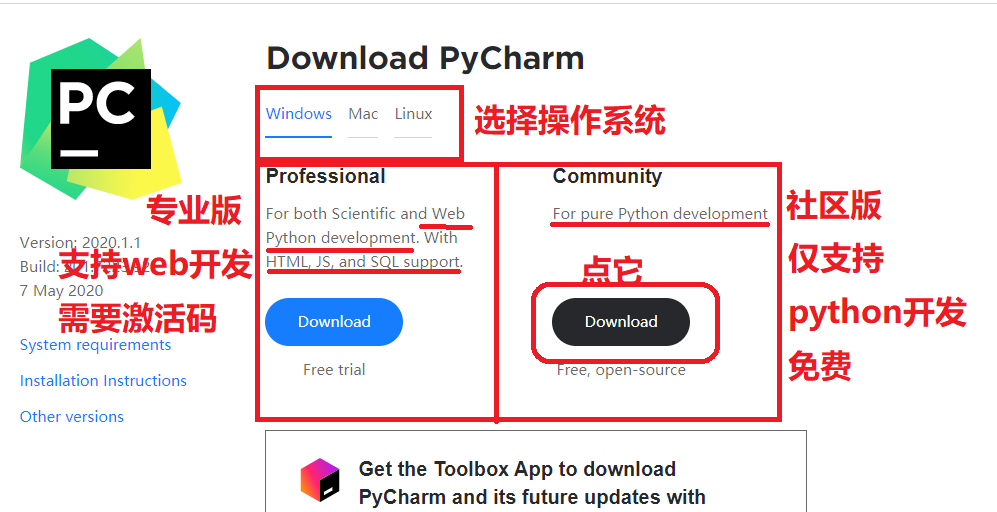 Download PyCharm
PC
Windows Mac Linux
选择操作系统
Professional
For both Scientific and Web
Python development. With
HTML, JS, and SQL support.
Download
Free trial
Community
For pure Python development
点它
Download
Free, open-source
专业版
支持web开发
需要激活码
社区版
仅支持
python开发
免费
Version: 2020.1.1
Build:
7 May 2020
System requirements
Installation Instructions
Other versions
Get the Toolbox App to download
PyCharm and its future updates with